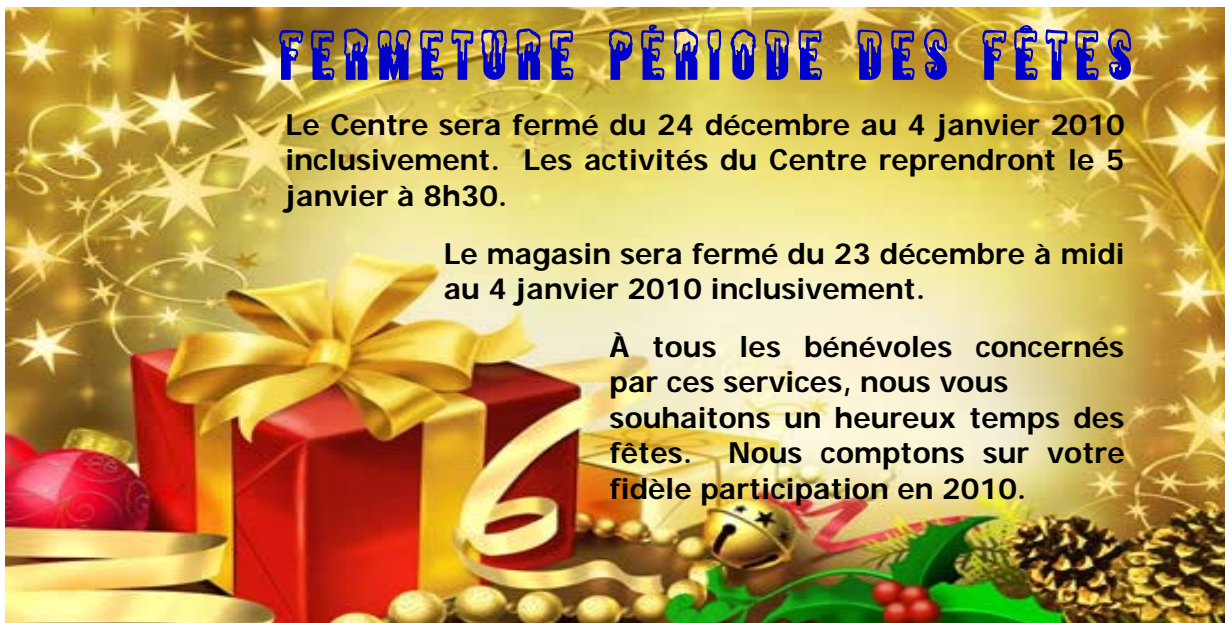 FERMETURE PÉRIODE DES FÊTES
Le Centre sera fermé du 24 décembre au 4 janvier 2010
inclusivement. Les activités du Centre reprendront le 5
janvier à 8h30.
Le magasin sera fermé du 23 décembre à midi
au 4 janvier 2010 inclusivement.
À tous les bénévoles concernés
par ces services, nous vous
souhaitons un heureux temps des
fêtes. Nous comptons sur votre
fidèle participation en 2010.